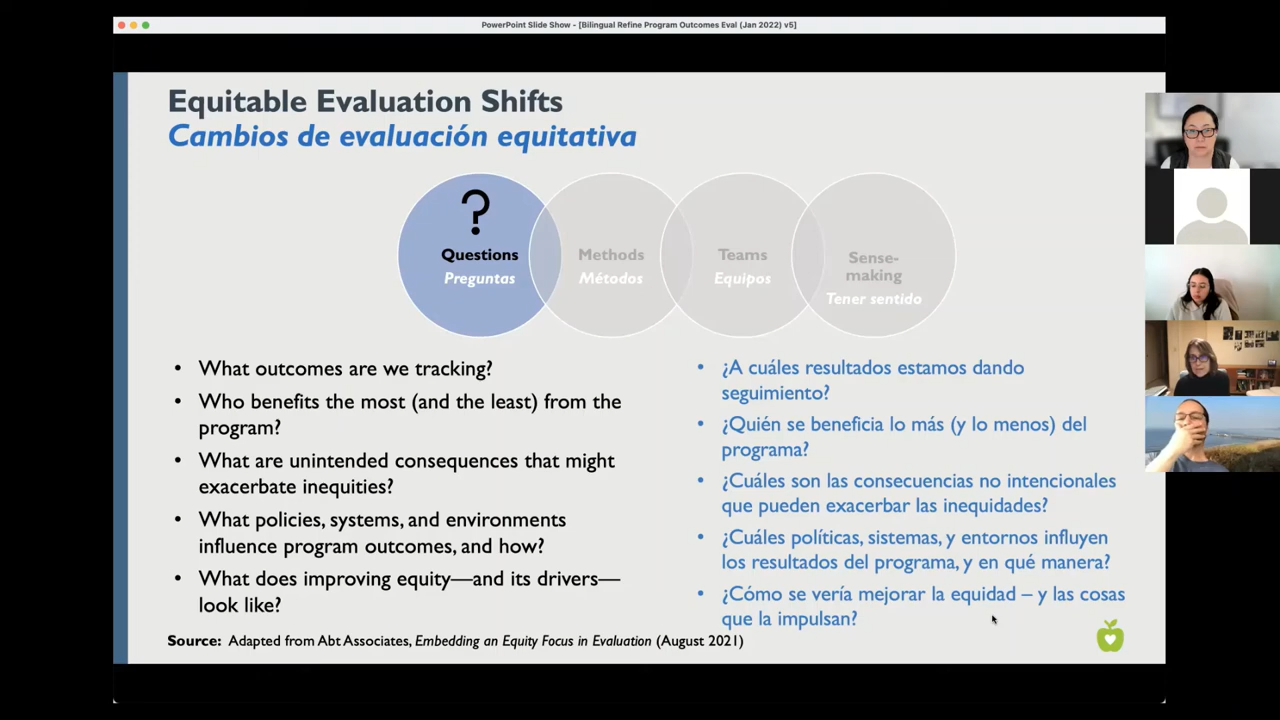 PowerPoint Slide Show - [Bilingual Refine Program Outcomes Eval (Jan 2022) v5]
Equitable Evaluation Shifts
Cambios de evaluación equitativa
?
Questions
Preguntas
Methods
Métodos
Teams
Equipos
Sense-
making
Tener sentido
• What outcomes are we tracking?
• Who benefits the most (and the least) from the
program?
• What are unintended consequences that might
exacerbate inequities?
• What policies, systems, and environments
influence program outcomes, and how?
• What does improving equity—and its drivers—
look like?
• ¿A cuáles resultados estamos dando
seguimiento?
• ¿Quién se beneficia lo más (y lo menos) del
programa?
• ¿Cuáles son las consecuencias no intencionales
que pueden exacerbar las inequidades?
• ¿Cuáles políticas, sistemas, y entornos influyen
los resultados del programa, y en qué manera?
• ¿Cómo se vería mejorar la equidad – y las cosas
que la impulsan?
Source: Adapted from Abt Associates, Embedding an Equity Focus in Evaluation (August 2021)